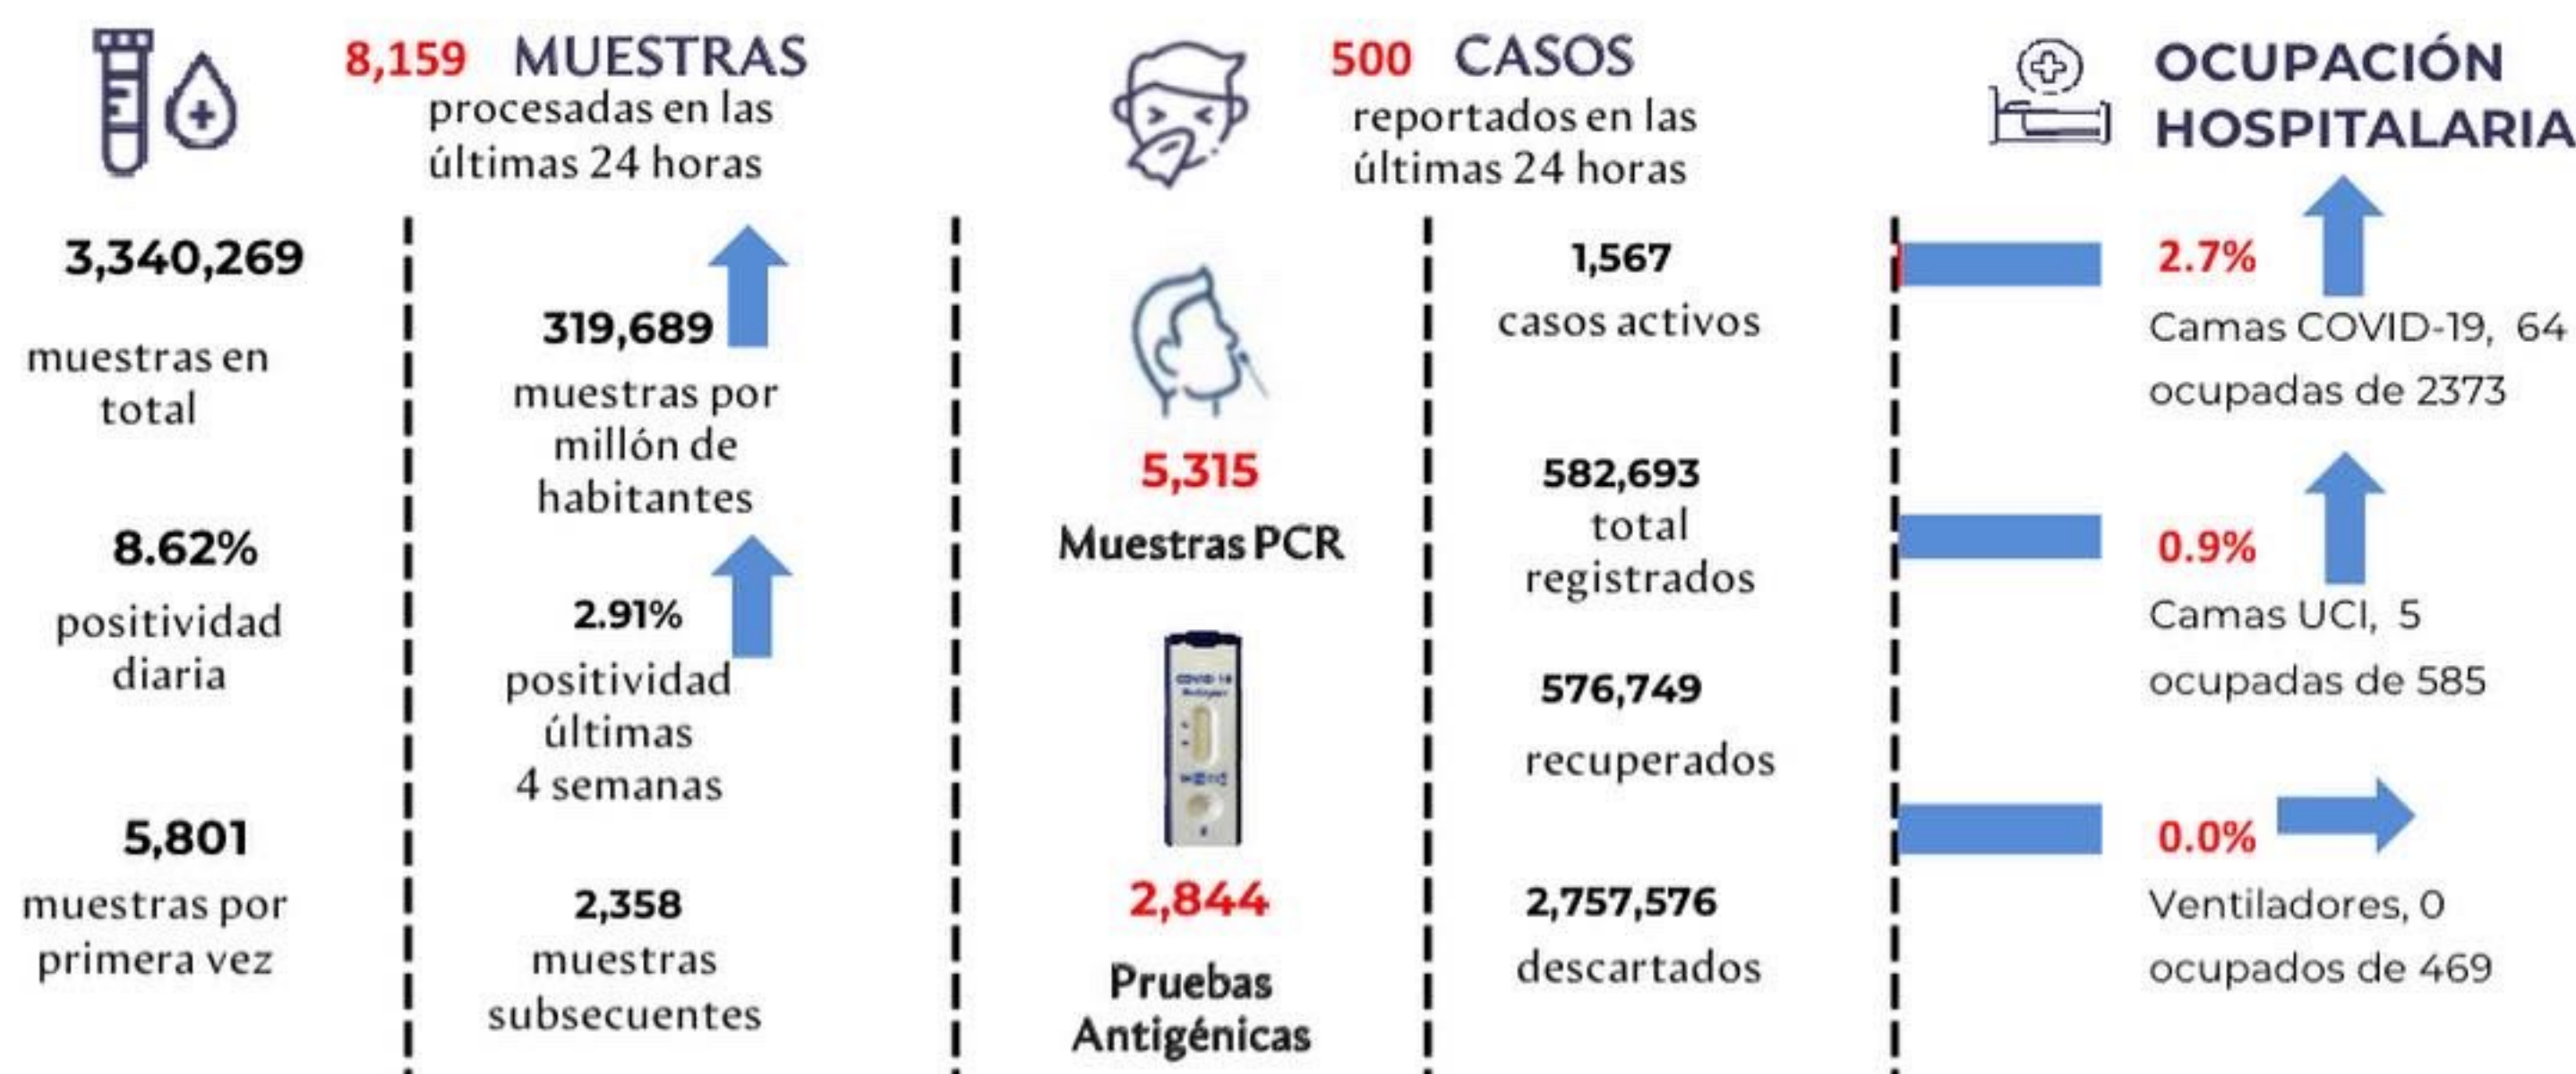 8,159 MUESTRAS
procesadas en las
últimas 24 horas
3,340,269
muestras en
total
8.62%
positividad
diaria
5,801
muestras por
primera vez
319,689
muestras por
millón de
habitantes
2.91%
positividad
últimas
4 semanas
2,358
muestras
subsecuentes
500 CASOS
reportados en las
últimas 24 horas
5,315
Muestras PCR
COVID-19
2,844
Pruebas
Antigénicas
1,567
casos activos
582,693
total
registrados
576,749
recuperados
2,757,576
descartados
OCUPACIÓN
HOSPITALARIA
2.7%
Camas COVID-19, 64
ocupadas de 2373
0.9%
Camas UCI, 5
ocupadas de 585
0.0%
Ventiladores, 0
ocupados de 469